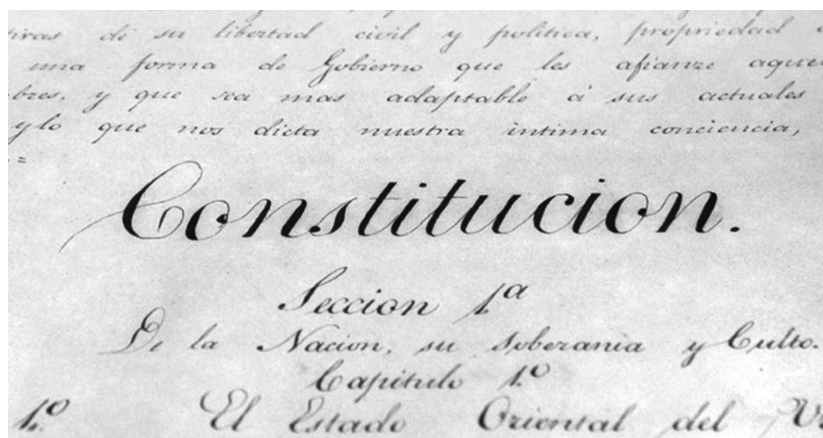 de su libertad civil y politica, propriedad
una forma de Gobierno que les afianze
y que sea mas adaptable á sus actuales
ylo que nos dicta nuestra intima conciencia,
=
Constitucion.
Seccion 1.ª
De la Nacion, su soberania y Culto.
Capitulo 1.º
1.º El Estado Oriental del